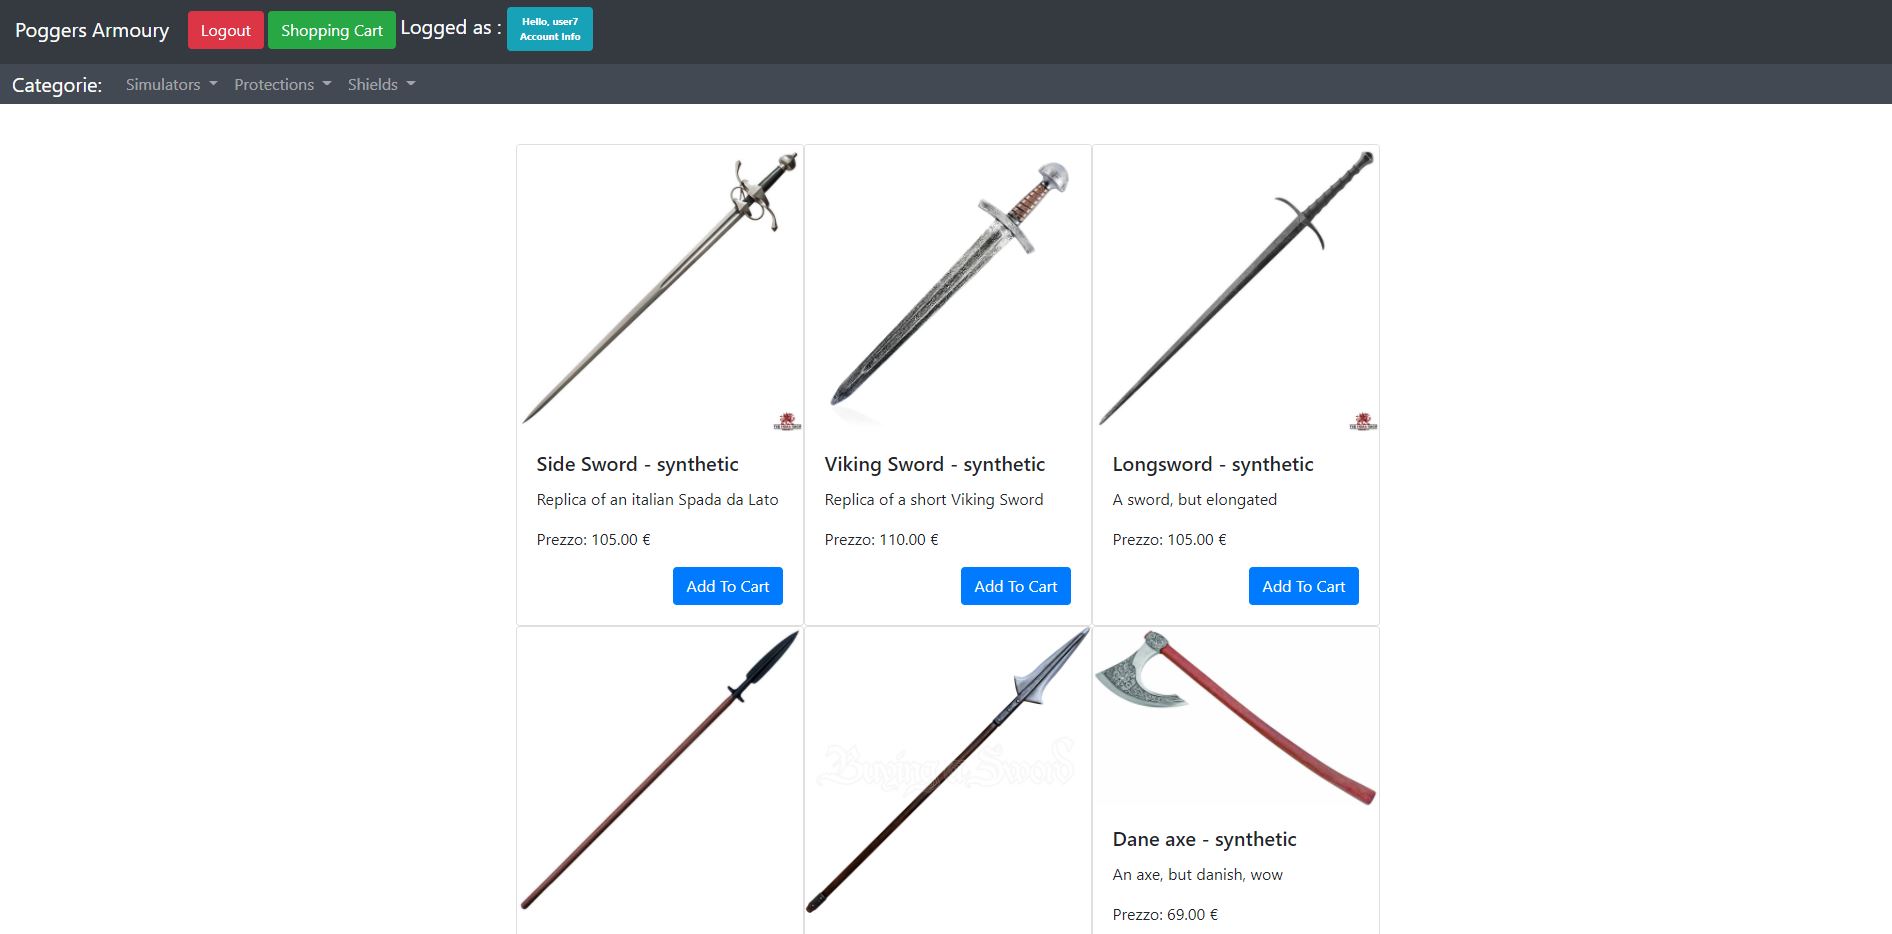 Poggers Armoury
Logout
Shopping Cart
Logged as :
Hello, user7
Account Info
Categorie:
Simulators
Protections
Shields
Side Sword - synthetic
Replica of an italian Spada da Lato
Prezzo: 105.00 €
Add To Cart
Viking Sword - synthetic
Replica of a short Viking Sword
Prezzo: 110.00 €
Add To Cart
Longsword - synthetic
A sword, but elongated
Prezzo: 105.00 €
Add To Cart
Dane axe - synthetic
An axe, but danish, wow
Prezzo: 69.00 €